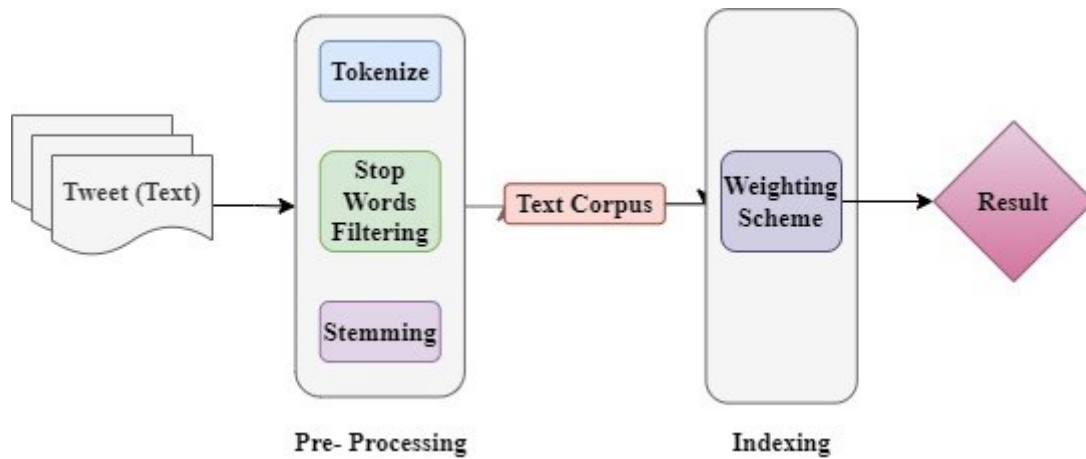 Tweet (Text)
Tokenize
Stop
Words
Filtering
Stemming
Pre- Processing
Text Corpus
Weighting
Scheme
Indexing
Result